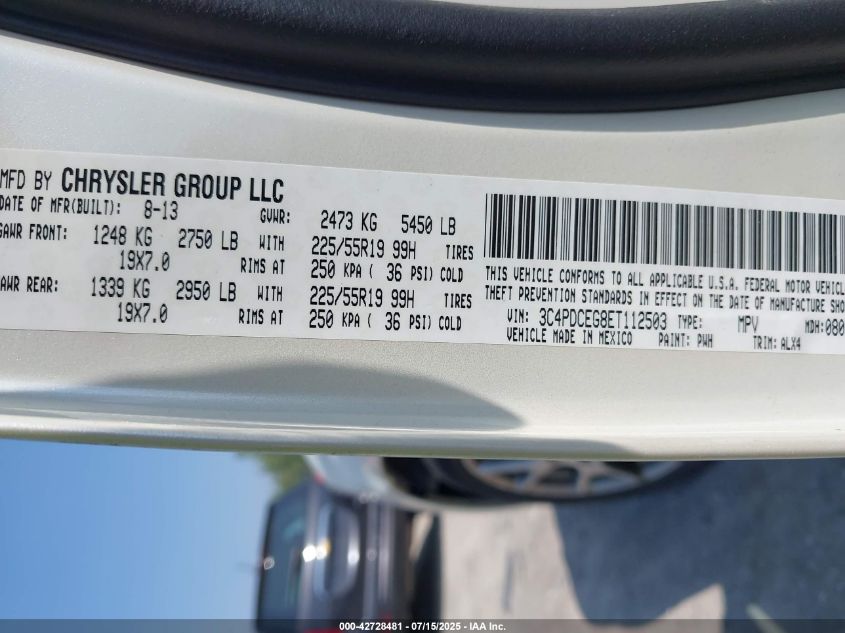 MFD BY CHRYSLER GROUP LLC
DATE OF MFR(BUILT): 8-13 GVWR: 2473 KG 5450 LB
GAWR FRONT: 1248 KG 2750 LB WITH 225/55R19 99H TIRES
19X7.0 RIMS AT 250 KPA ( 36 PSI) COLD
GAWR REAR: 1339 KG 2950 LB WITH 225/55R19 99H TIRES
19X7.0 RIMS AT 250 KPA ( 36 PSI) COLD
THIS VEHICLE CONFORMS TO ALL APPLICABLE U.S.A. FEDERAL MOTOR VEHICL
THEFT PREVENTION STANDARDS IN EFFECT ON THE DATE OF MANUFACTURE SHO
VIN: 3C4PDCEG8ET112503 TYPE: MPV MDH:080
VEHICLE MADE IN MEXICO PAINT: PWH TRIM: ALX4
000-42728481 - 07/15/2025 - IAA Inc.